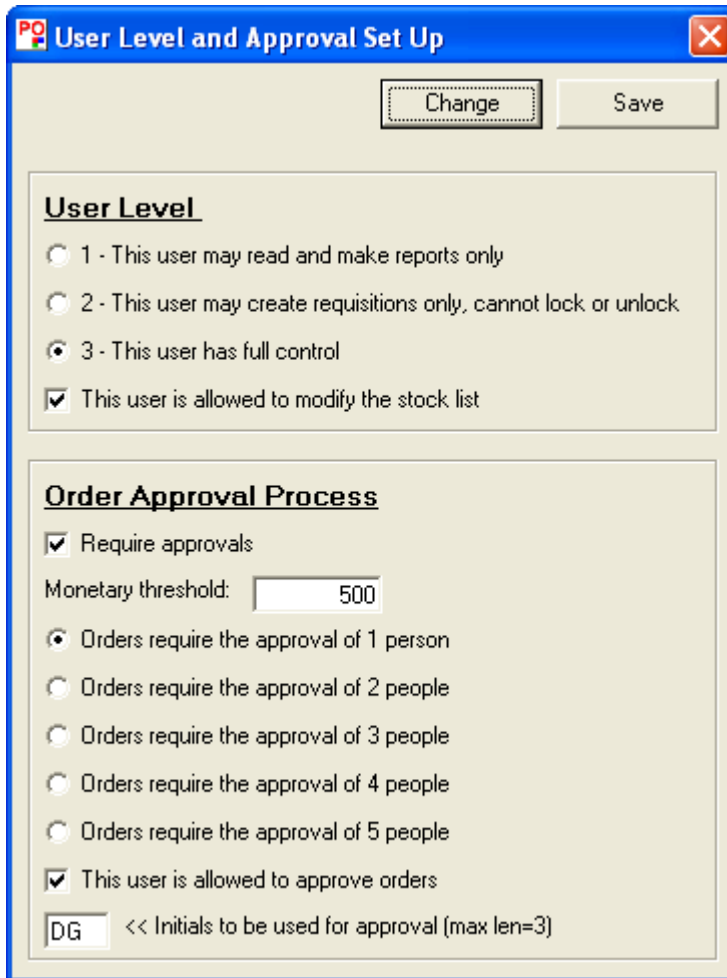 PO User Level and Approval Set Up
Change Save
User Level
1 - This user may read and make reports only
2 - This user may create requisitions only, cannot lock or unlock
3 - This user has full control
This user is allowed to modify the stock list
Order Approval Process
Require approvals
Monetary threshold: 500
Orders require the approval of 1 person
Orders require the approval of 2 people
Orders require the approval of 3 people
Orders require the approval of 4 people
Orders require the approval of 5 people
This user is allowed to approve orders
DG << Initials to be used for approval (max len=3)